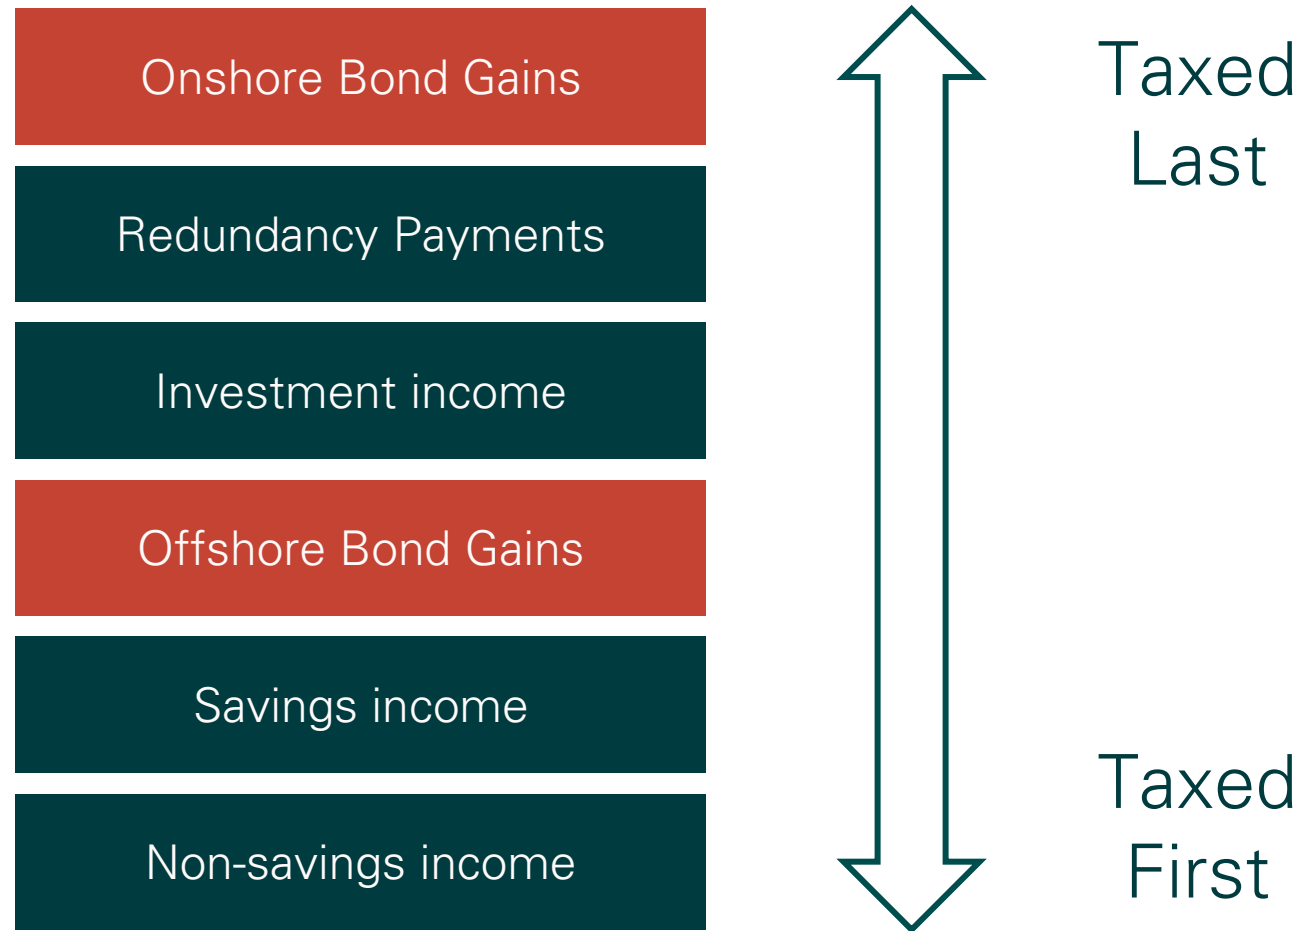 Onshore Bond Gains
Redundancy Payments
Investment income
Offshore Bond Gains
Savings income
Non-savings income
Taxed
Last
Taxed
First